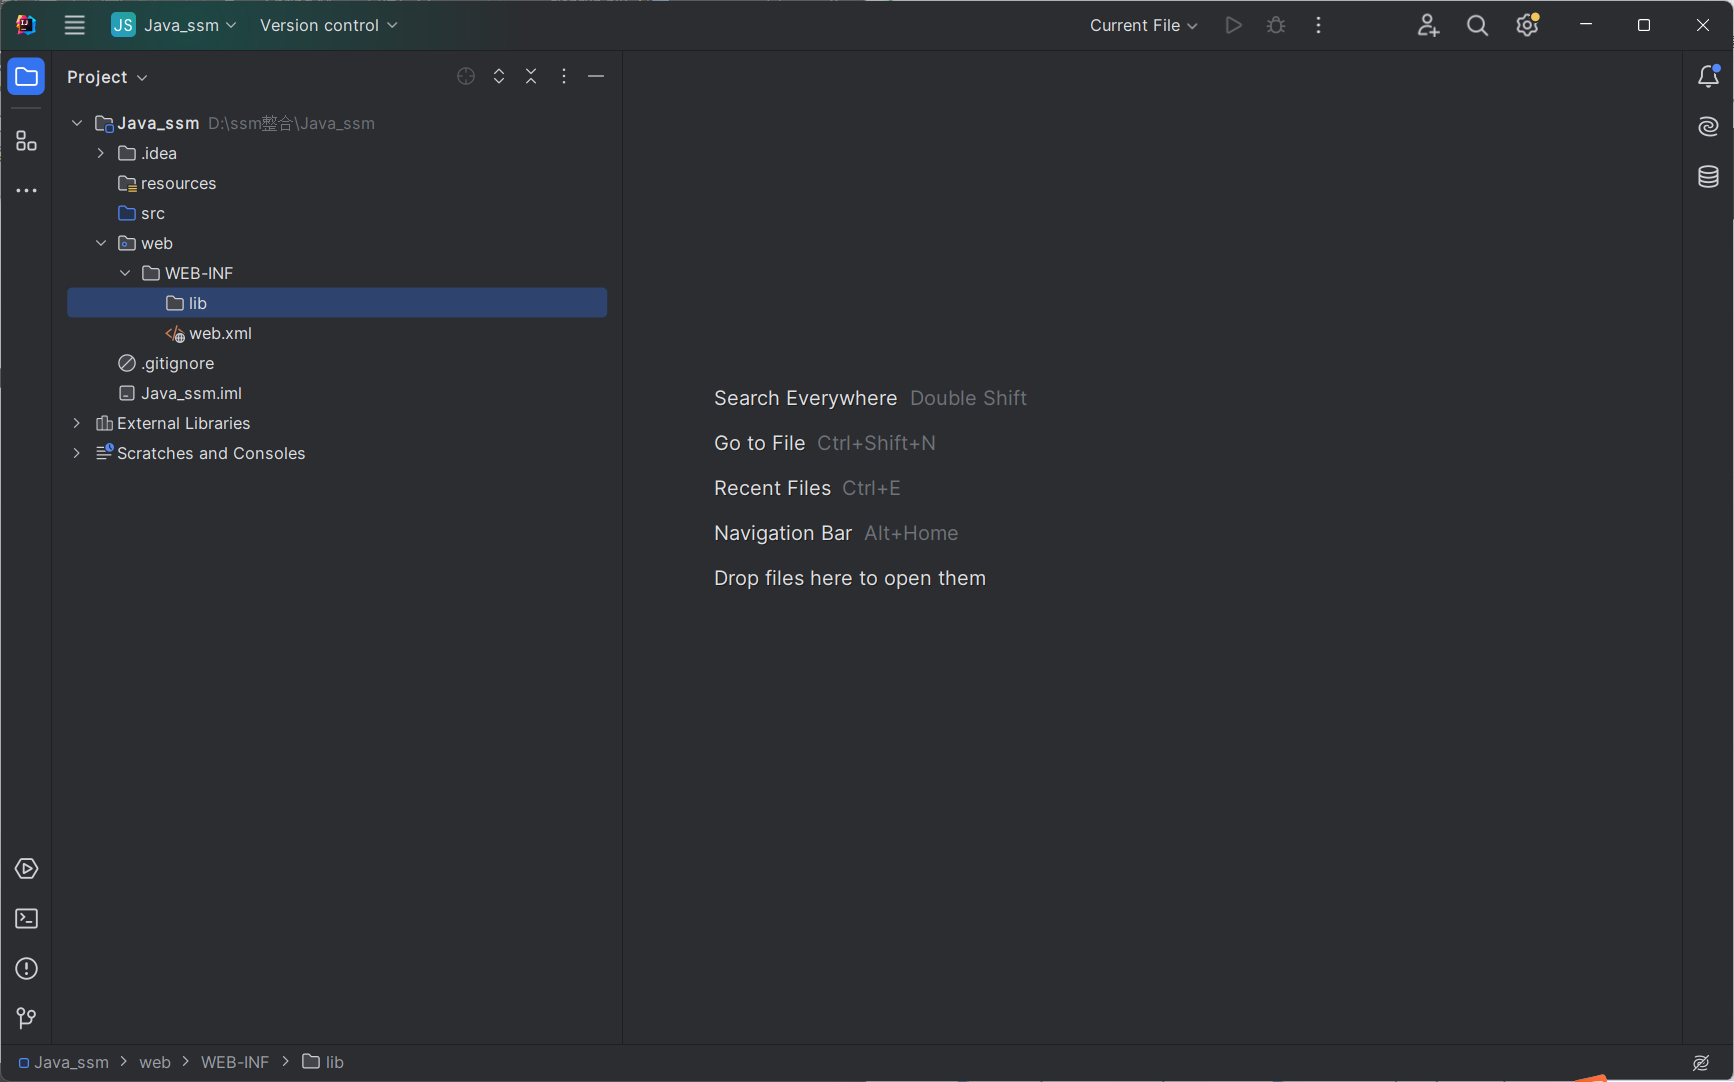 JS Java_ssm Version control Current File
Project
Java_ssm D:\ssm整合\Java_ssm
.idea
resources
src
web
WEB-INF
lib
web.xml
.gitignore
Java_ssm.iml
External Libraries
Scratches and Consoles
Search Everywhere Double Shift
Go to File Ctrl+Shift+N
Recent Files Ctrl+E
Navigation Bar Alt+Home
Drop files here to open them
Java_ssm > web > WEB-INF > lib